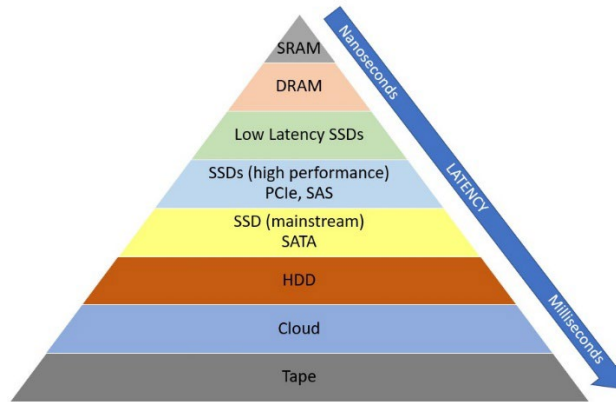 SRAM
DRAM
Low Latency SSDs
SSDs (high performance)
PCIe, SAS
SSD (mainstream)
SATA
HDD
Cloud
Tape
Nanoseconds
LATENCY
Milliseconds